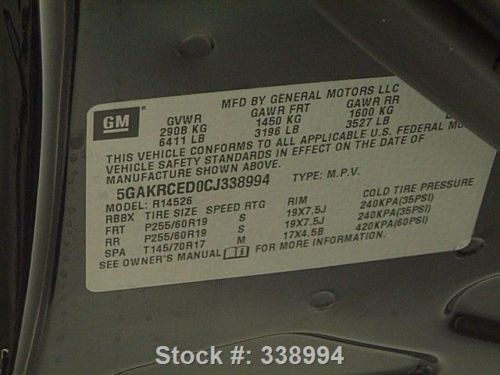 MFD BY GENERAL MOTORS LLC
GM
GVWR GAWR FRT GAWR RR
2908 KG 1450 KG 1600 KG
6411 LB 3196 LB 3527 LB
THIS VEHICLE CONFORMS TO ALL APPLICABLE U.S. FEDERAL
VEHICLE SAFETY STANDARDS IN EFFECT ON THE DATE OF
MANUFACTURE SHOWN ABOVE.
5GAKRCED0CJ338994 TYPE: M.P.V.
MODEL: R14526
RBBX TIRE SIZE SPEED RTG RIM COLD TIRE PRESSURE
FRT P255/60R19 S 19X7.5J 240KPA(35PSI)
RR P255/60R19 S 19X7.5J 240KPA(35PSI)
SPA T145/70R17 M 17X4.5B 420KPA(60PSI)
SEE OWNER'S MANUAL FOR MORE INFORMATION
Stock #: 338994